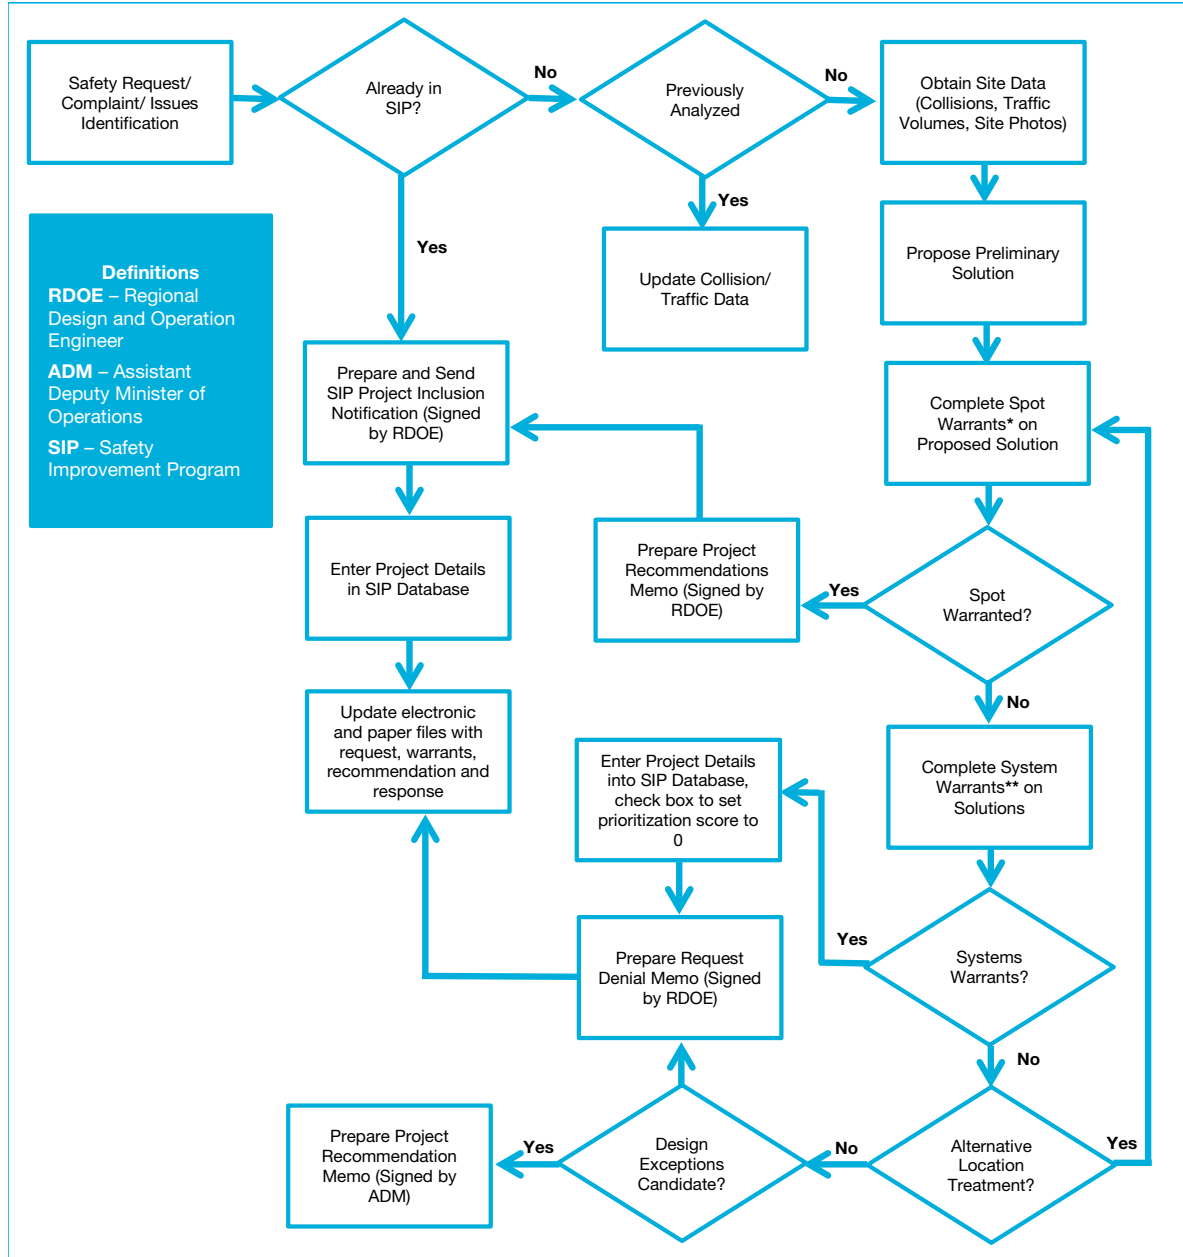 Safety Request/
Complaint/ Issues
Identification
Already in
SIP?
No
Previously
Analyzed
No
Obtain Site Data
(Collisions, Traffic
Volumes, Site Photos)
Yes
Yes
Update Collision/
Traffic Data
Propose Preliminary
Solution
Definitions
RDOE – Regional
Design and Operation
Engineer
ADM – Assistant
Deputy Minister of
Operations
SIP – Safety
Improvement Program
Prepare and Send
SIP Project Inclusion
Notification (Signed
by RDOE)
Complete Spot
Warrants* on
Proposed Solution
Enter Project Details
in SIP Database
Prepare Project
Recommendations
Memo (Signed by
RDOE)
Yes
Spot
Warranted?
No
Update electronic
and paper files with
request, warrants,
recommendation and
response
Enter Project Details
into SIP Database,
check box to set
prioritization score to
0
Complete System
Warrants** on
Solutions
Prepare Request
Denial Memo (Signed
by RDOE)
Yes
Systems
Warrants?
No
Prepare Project
Recommendation
Memo (Signed by
ADM)
Yes
Design
Exceptions
Candidate?
No
Alternative
Location
Treatment?
Yes